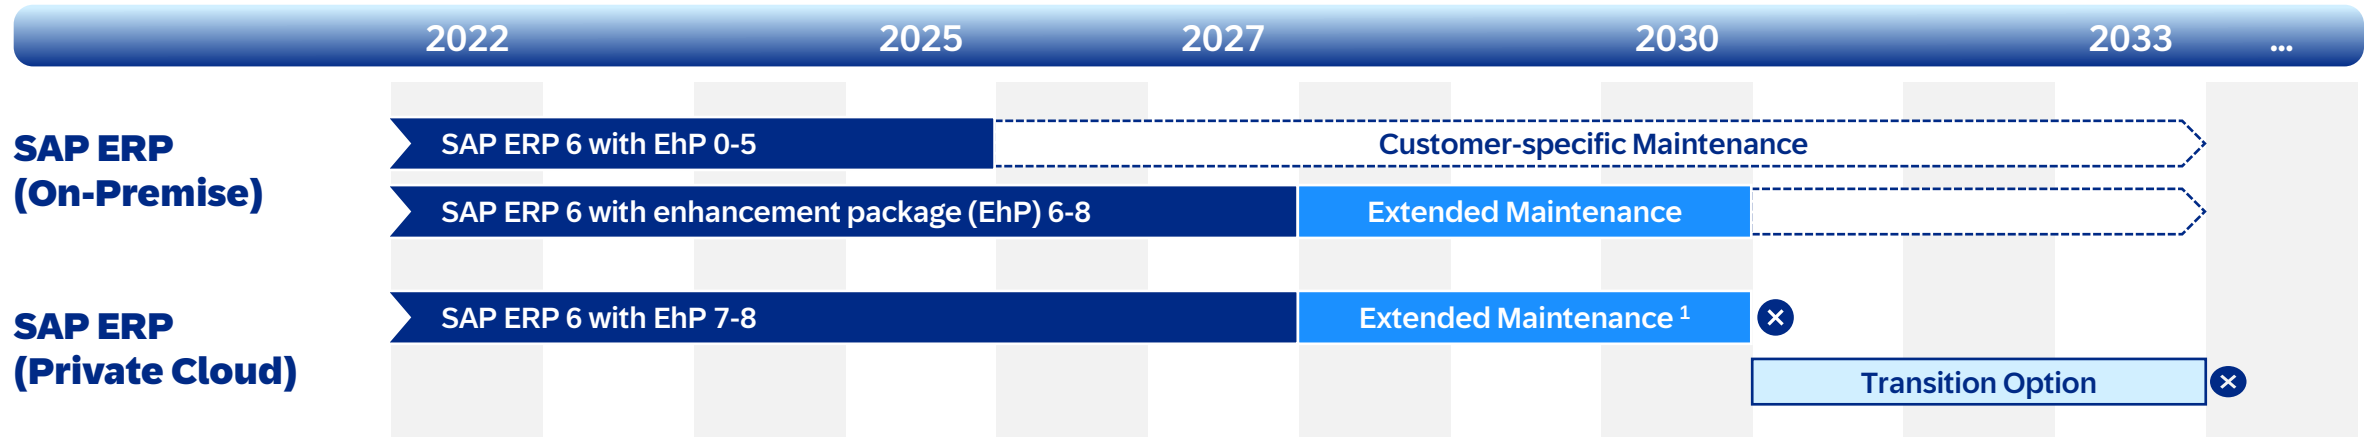 2022 2025 2027 2030 2033 ...
SAP ERP
(On-Premise)
SAP ERP 6 with EhP 0-5 Customer-specific Maintenance
SAP ERP 6 with enhancement package (EhP) 6-8 Extended Maintenance
SAP ERP
(Private Cloud)
SAP ERP 6 with EhP 7-8 Extended Maintenance ¹
Transition Option